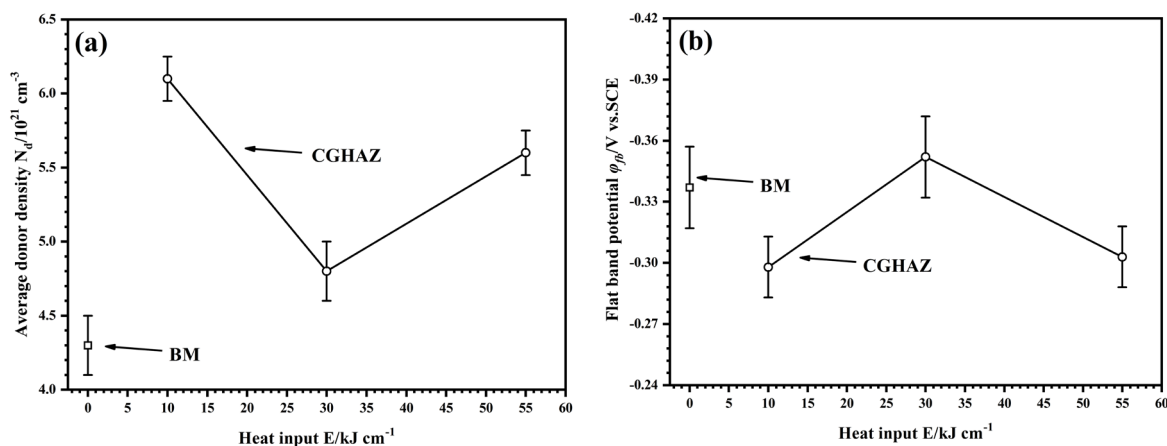 (a)
Average donor density N_d/10^21 cm^-3
6.5
6.0
5.5
5.0
4.5
4.0
CGHAZ
BM
0 5 10 15 20 25 30 35 40 45 50 55 60
Heat input E/kJ cm^-1
(b)
Flat band potential φ_fb/V vs.SCE
-0.42
-0.39
-0.36
-0.33
-0.30
-0.27
-0.24
BM
CGHAZ
0 5 10 15 20 25 30 35 40 45 50 55 60
Heat input E/kJ cm^-1